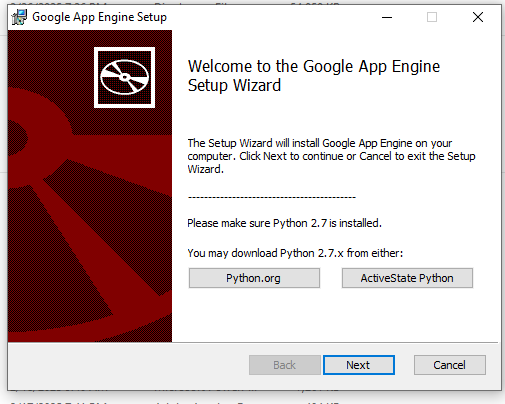 Google App Engine Setup
Welcome to the Google App Engine
Setup Wizard
The Setup Wizard will install Google App Engine on your
computer. Click Next to continue or Cancel to exit the Setup
Wizard.
------------------------------------------
Please make sure Python 2.7 is installed.
You may download Python 2.7.x from either:
Python.org
ActiveState Python
Back
Next
Cancel